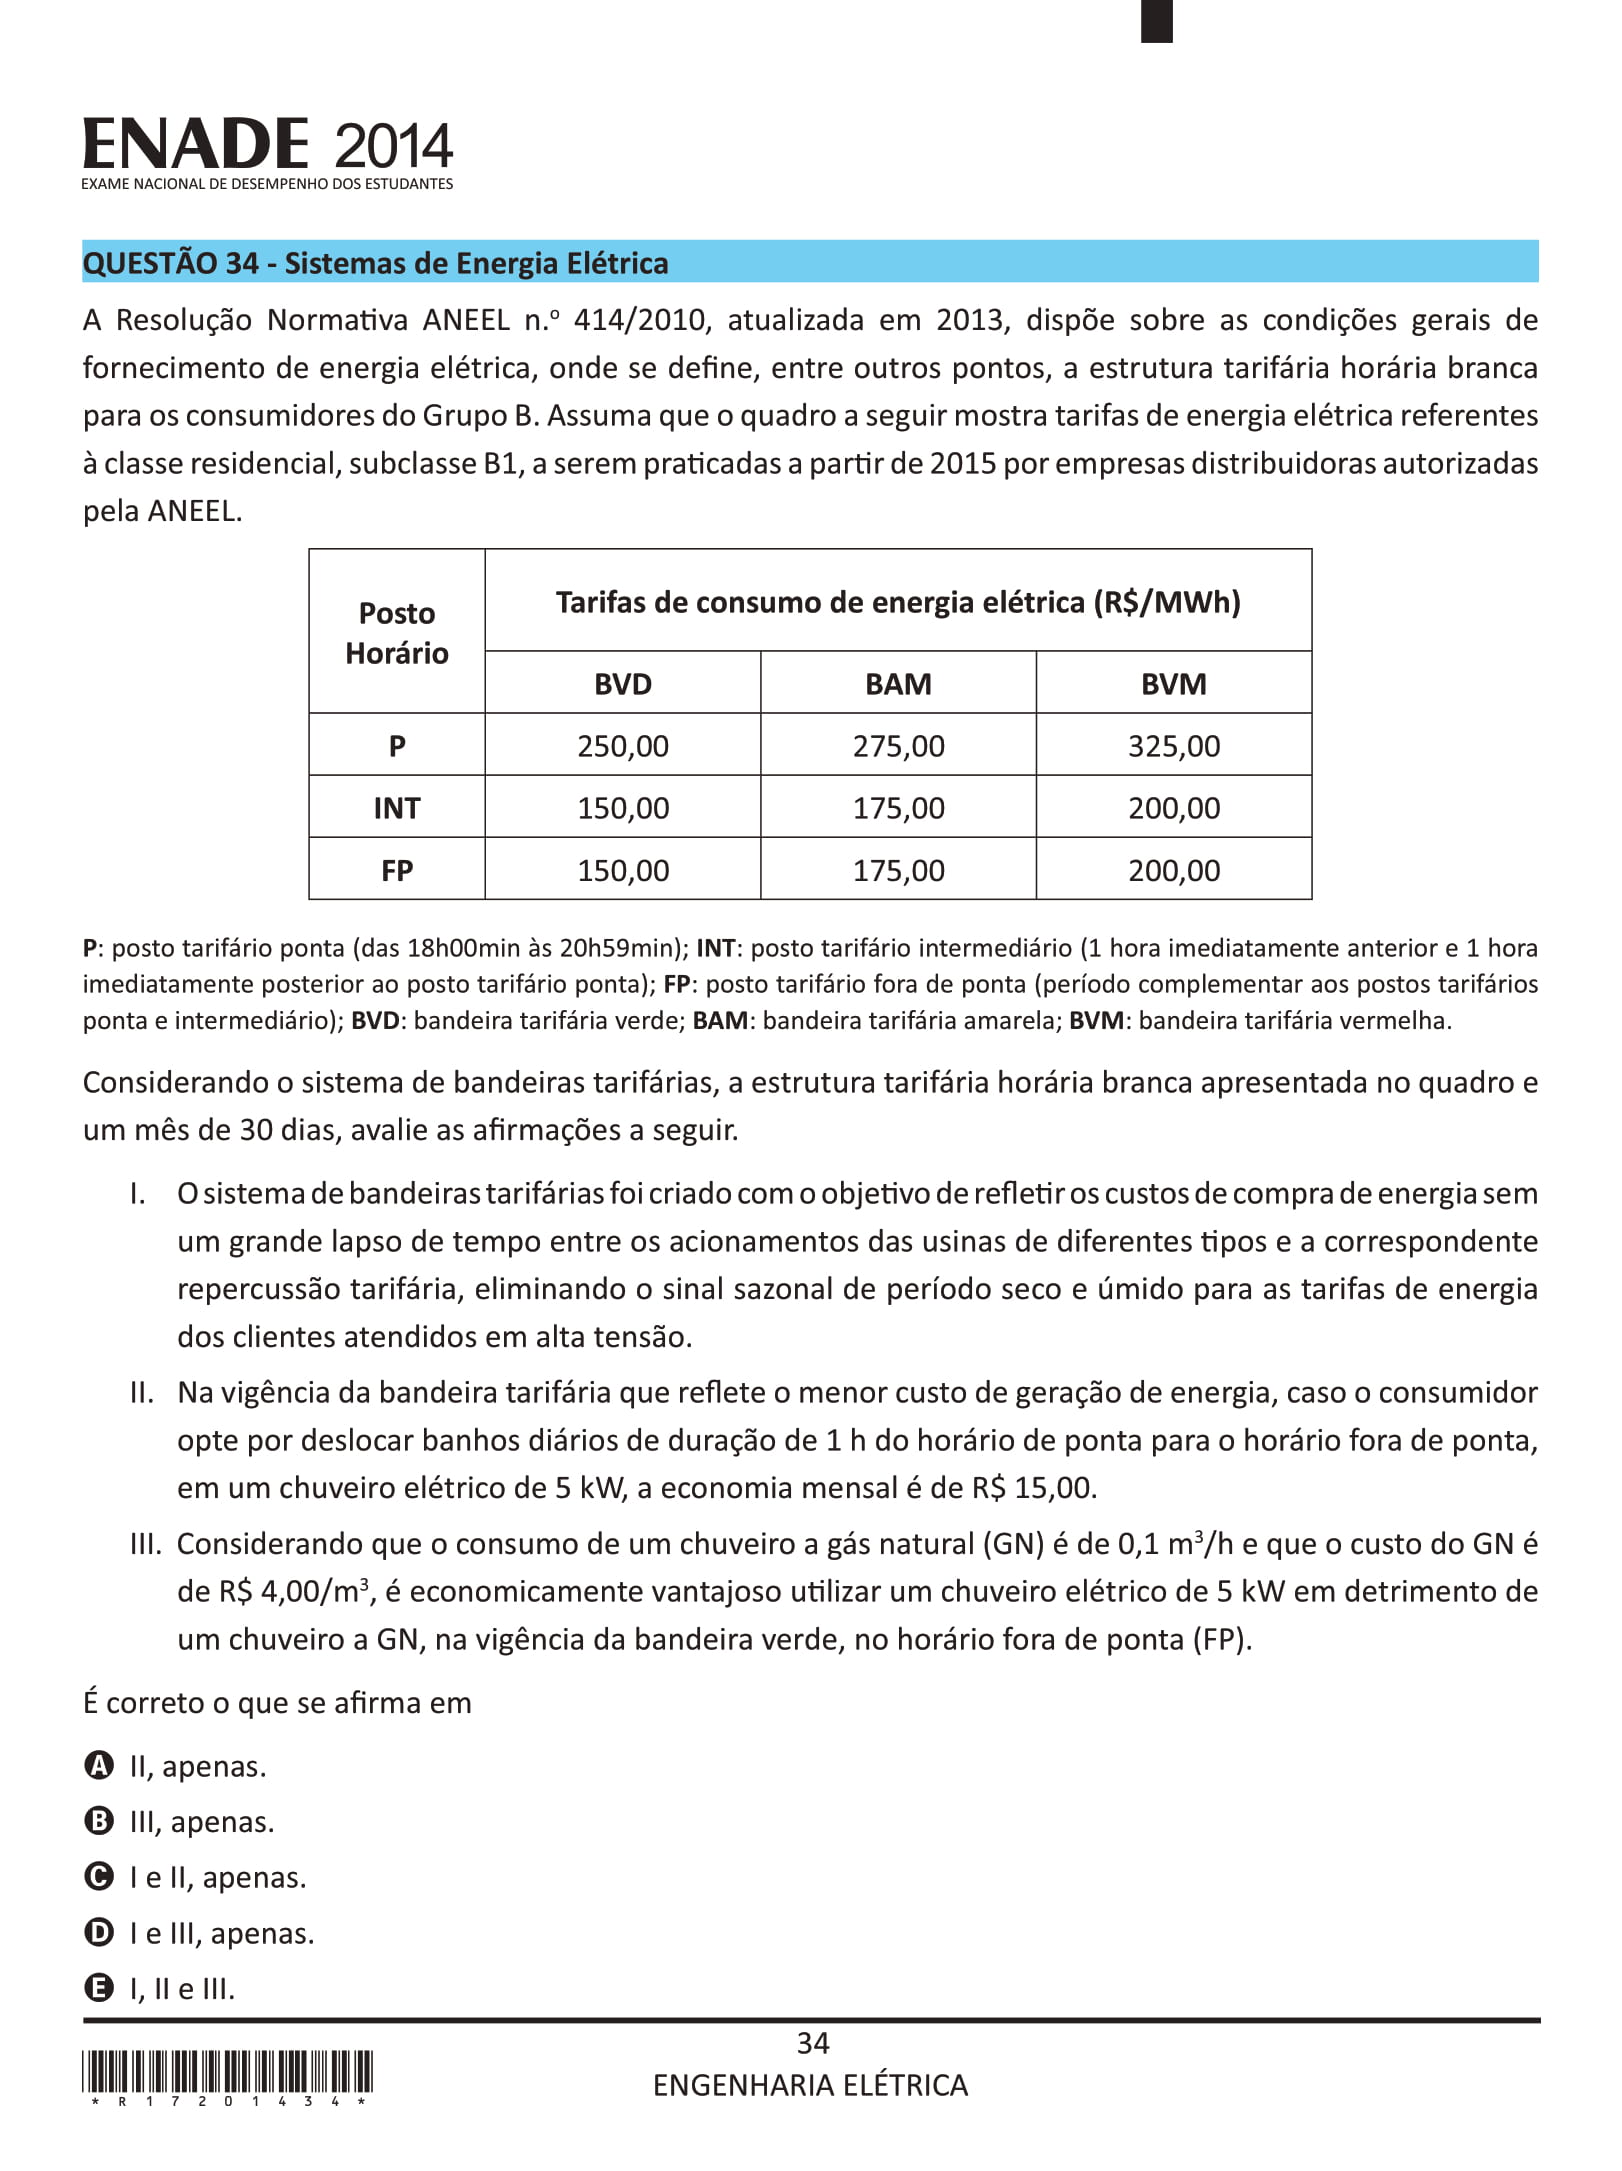 ENADE 2014
EXAME NACIONAL DE DESEMPENHO DOS ESTUDANTES
QUESTÃO 34 - Sistemas de Energia Elétrica
A Resolução Normativa ANEEL n.º 414/2010, atualizada em 2013, dispõe sobre as condições gerais de
fornecimento de energia elétrica, onde se define, entre outros pontos, a estrutura tarifária horária branca
para os consumidores do Grupo B. Assuma que o quadro a seguir mostra tarifas de energia elétrica referentes
à classe residencial, subclasse B1, a serem praticadas a partir de 2015 por empresas distribuidoras autorizadas
pela ANEEL.
Posto
Horário
Tarifas de consumo de energia elétrica (R$/MWh)
BVD BAM BVM
P 250,00 275,00 325,00
INT 150,00 175,00 200,00
FP 150,00 175,00 200,00
P: posto tarifário ponta (das 18h00min às 20h59min); INT: posto tarifário intermediário (1 hora imediatamente anterior e 1 hora
imediatamente posterior ao posto tarifário ponta); FP: posto tarifário fora de ponta (período complementar aos postos tarifários
ponta e intermediário); BVD: bandeira tarifária verde; BAM: bandeira tarifária amarela; BVM: bandeira tarifária vermelha.
Considerando o sistema de bandeiras tarifárias, a estrutura tarifária horária branca apresentada no quadro e
um mês de 30 dias, avalie as afirmações a seguir.
I. O sistema de bandeiras tarifárias foi criado com o objetivo de refletir os custos de compra de energia sem
um grande lapso de tempo entre os acionamentos das usinas de diferentes tipos e a correspondente
repercussão tarifária, eliminando o sinal sazonal de período seco e úmido para as tarifas de energia
dos clientes atendidos em alta tensão.
II. Na vigência da bandeira tarifária que reflete o menor custo de geração de energia, caso o consumidor
opte por deslocar banhos diários de duração de 1 h do horário de ponta para o horário fora de ponta,
em um chuveiro elétrico de 5 kW, a economia mensal é de R$ 15,00.
III. Considerando que o consumo de um chuveiro a gás natural (GN) é de 0,1 m³/h e que o custo do GN é
de R$ 4,00/m³, é economicamente vantajoso utilizar um chuveiro elétrico de 5 kW em detrimento de
um chuveiro a GN, na vigência da bandeira verde, no horário fora de ponta (FP).
É correto o que se afirma em
A II, apenas.
B III, apenas.
C I e II, apenas.
D I e III, apenas.
E I, II e III.
34
ENGENHARIA ELÉTRICA
* R 1 7 2 0 1 4 3 4 *